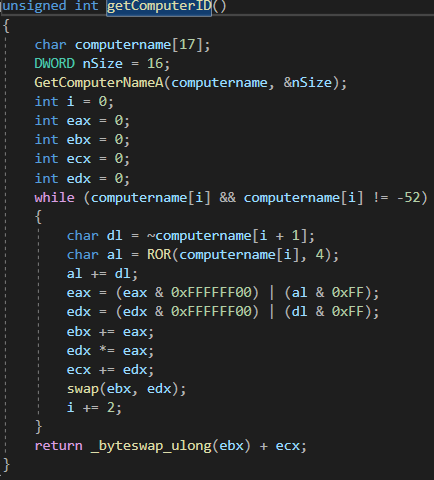 unsigned int getComputerID()
{
char computername[17];
DWORD nSize = 16;
GetComputerNameA(computername, &nSize);
int i = 0;
int eax = 0;
int ebx = 0;
int ecx = 0;
int edx = 0;
while (computername[i] && computername[i] != -52)
{
char dl = ~computername[i + 1];
char al = ROR(computername[i], 4);
al += dl;
eax = (eax & 0xFFFFFF00) | (al & 0xFF);
edx = (edx & 0xFFFFFF00) | (dl & 0xFF);
ebx += eax;
edx *= eax;
ecx += edx;
swap(ebx, edx);
i += 2;
}
return _byteswap_ulong(ebx) + ecx;
}